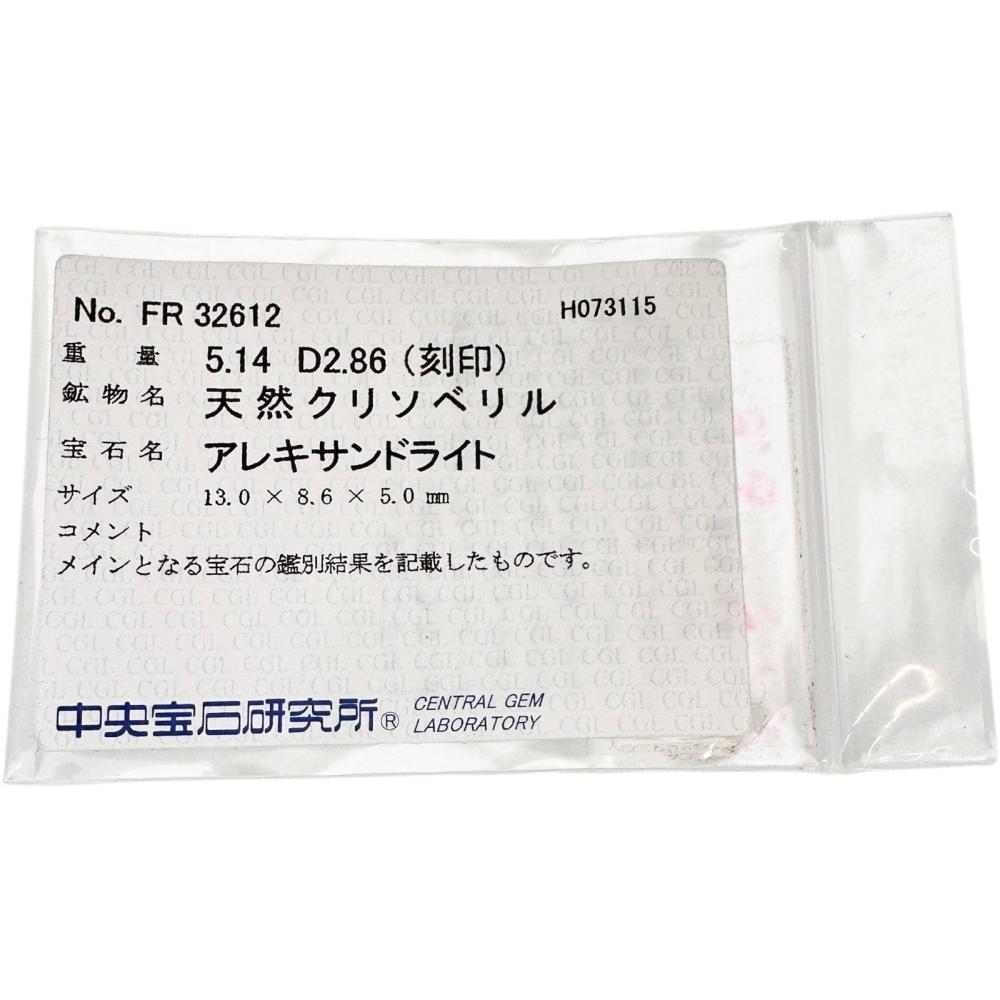 No. FR 32612 H073115
重量 5.14 D2.86 (刻印)
鉱物名 天然クリソベリル
宝石名 アレキサンドライト
サイズ 13.0 × 8.6 × 5.0 mm
コメント
メインとなる宝石の鑑別結果を記載したものです。
中央宝石研究所® CENTRAL GEM
LABORATORY